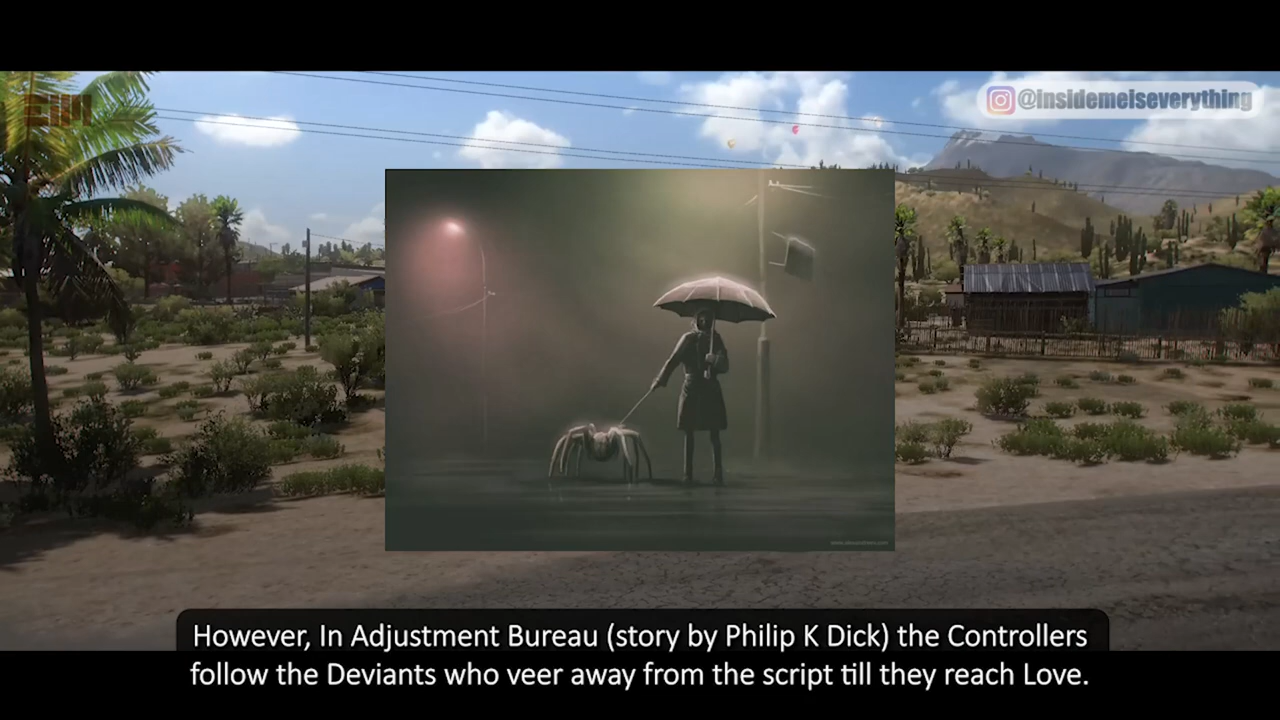 @insidemeiseverything
However, In Adjustment Bureau (story by Philip K Dick) the Controllers
follow the Deviants who veer away from the script till they reach Love.